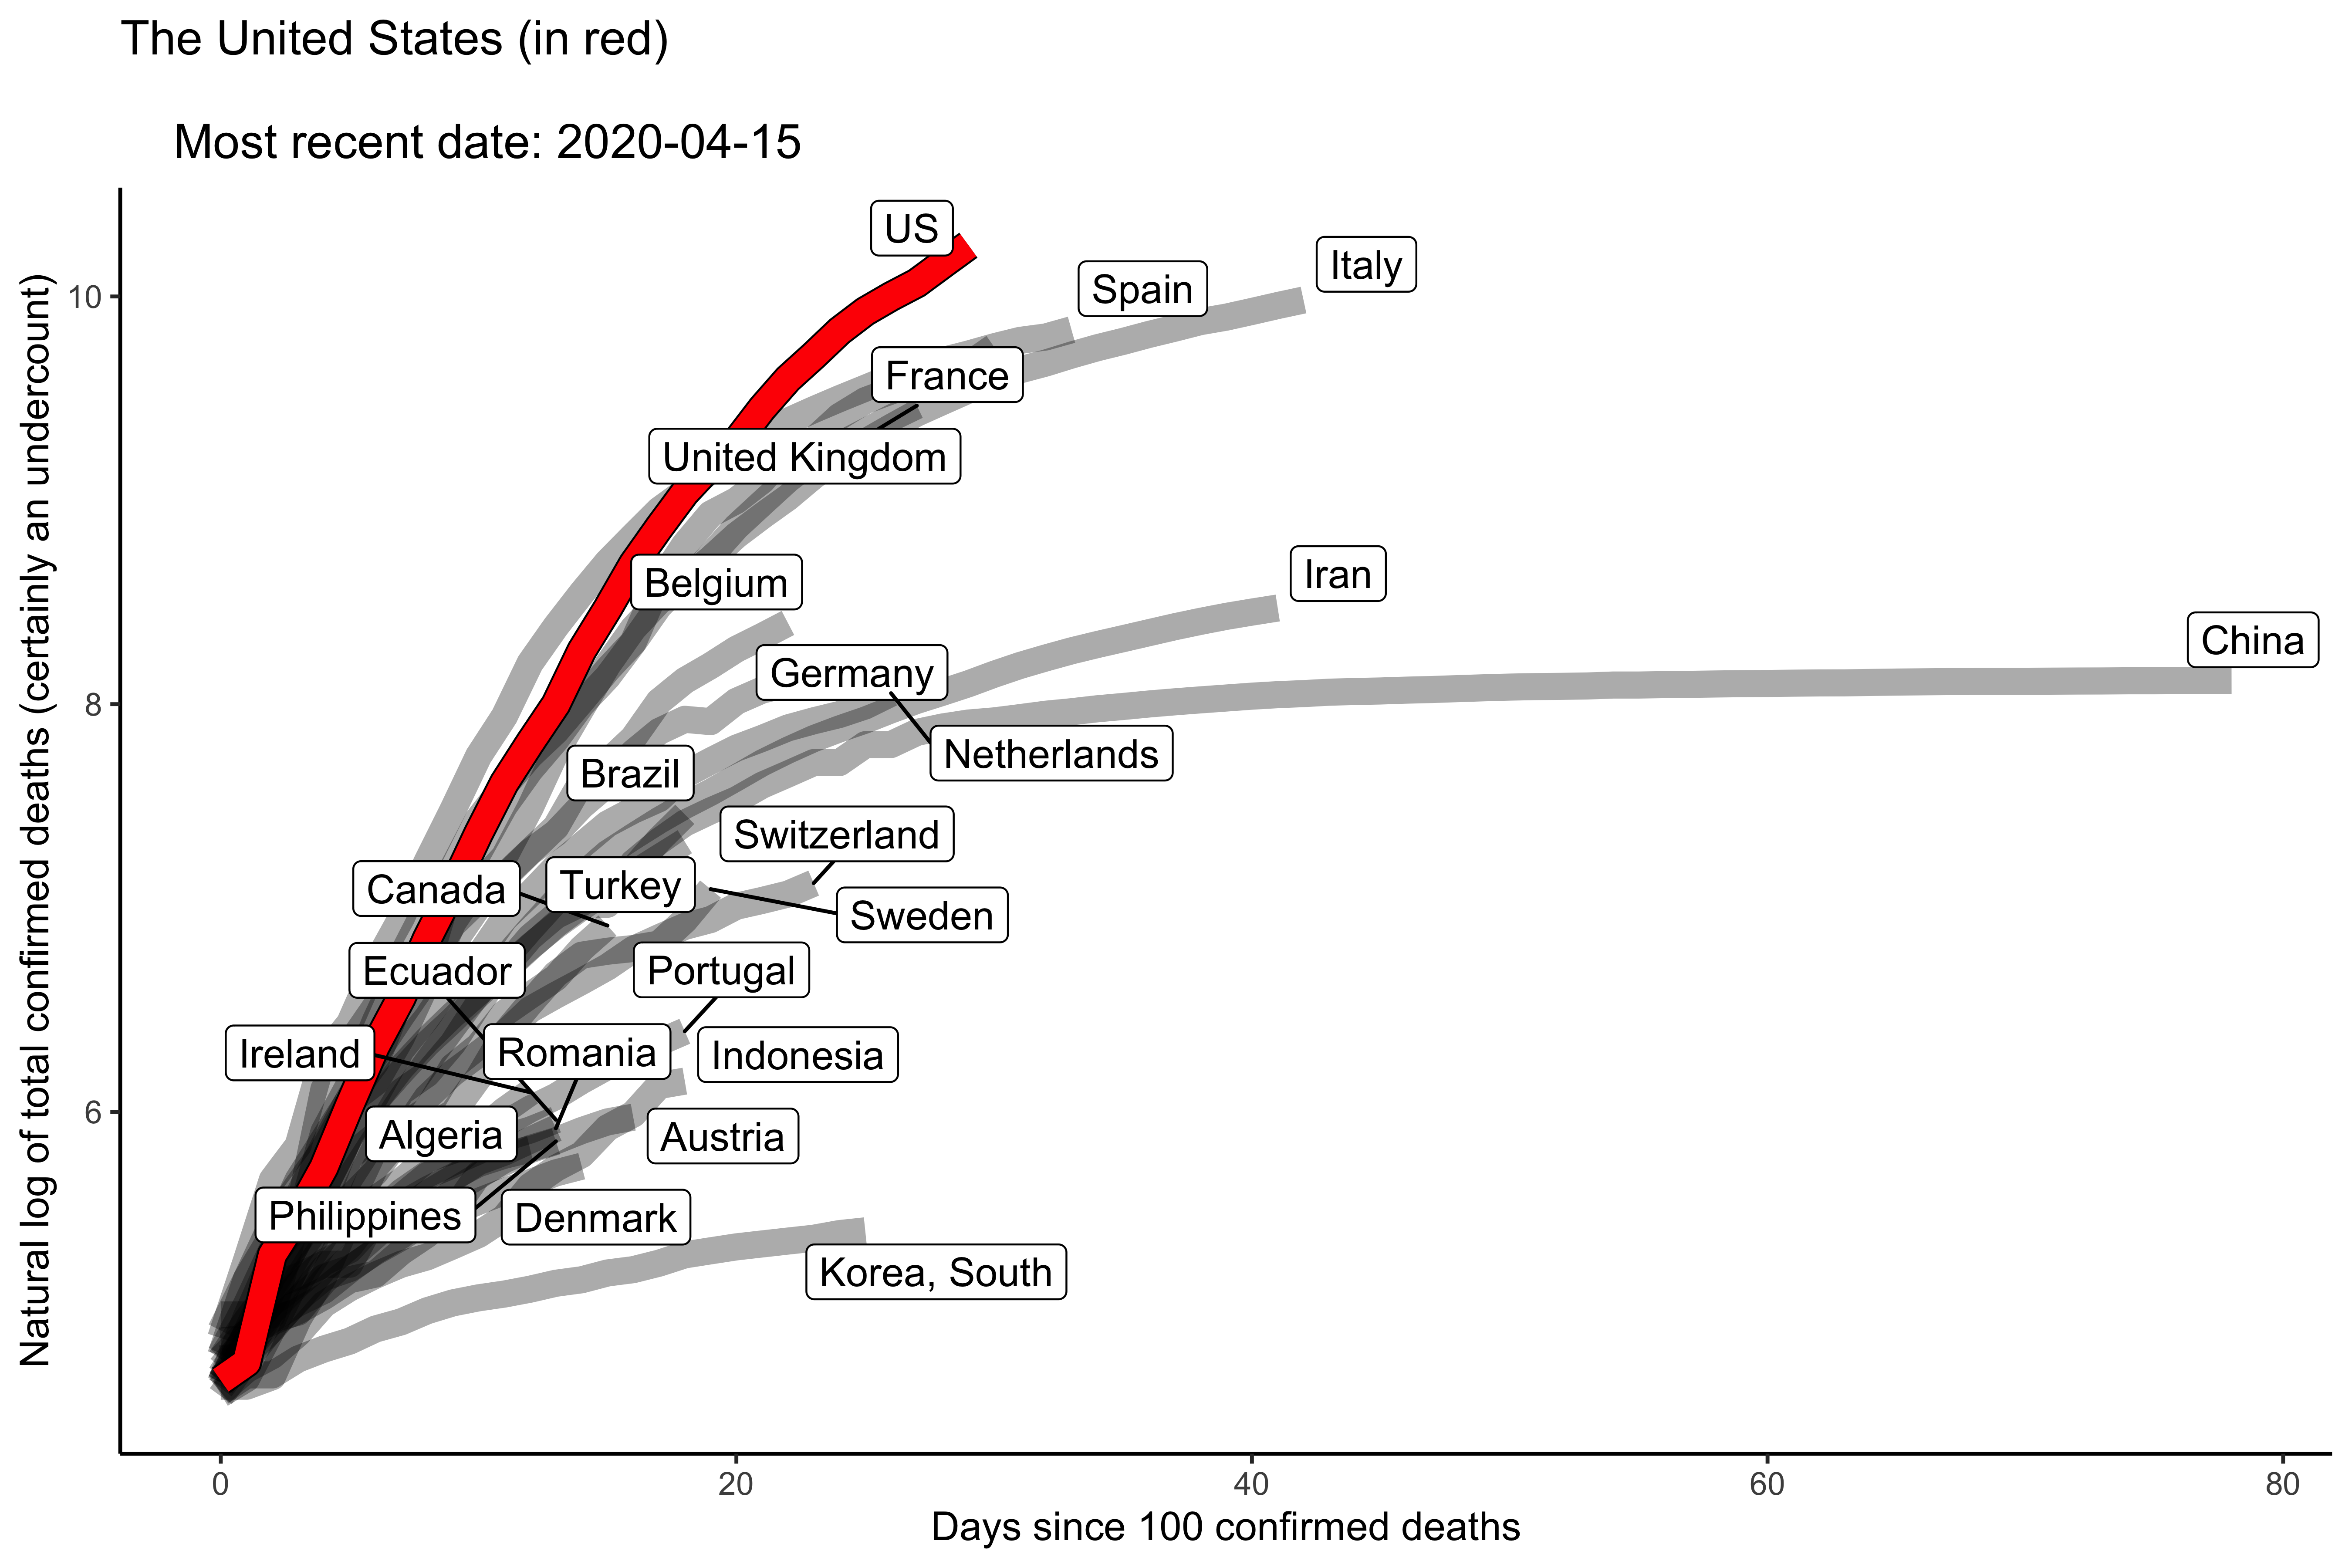 The United States (in red)
Most recent date: 2020-04-15
Natural log of total confirmed deaths (certainly an undercount)
10
8
6
US
Italy
Spain
France
United Kingdom
Belgium
Iran
China
Germany
Netherlands
Brazil
Switzerland
Canada
Turkey
Sweden
Ecuador
Portugal
Ireland
Romania
Indonesia
Algeria
Austria
Philippines
Denmark
Korea, South
0
20
40
60
80
Days since 100 confirmed deaths